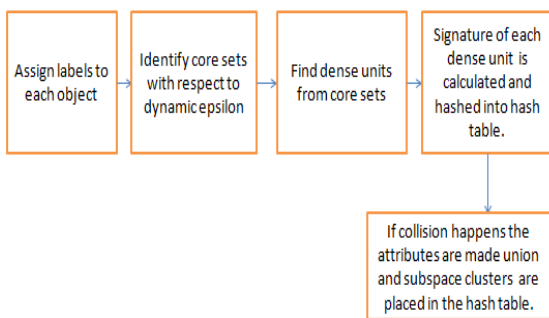 Assign labels to
each object
Identify core sets
with respect to
dynamic epsilon
Find dense units
from core sets
Signature of each
dense unit is
calculated and
hashed into hash
table.
If collision happens the
attributes are made union
and subspace clusters are
placed in the hash table.